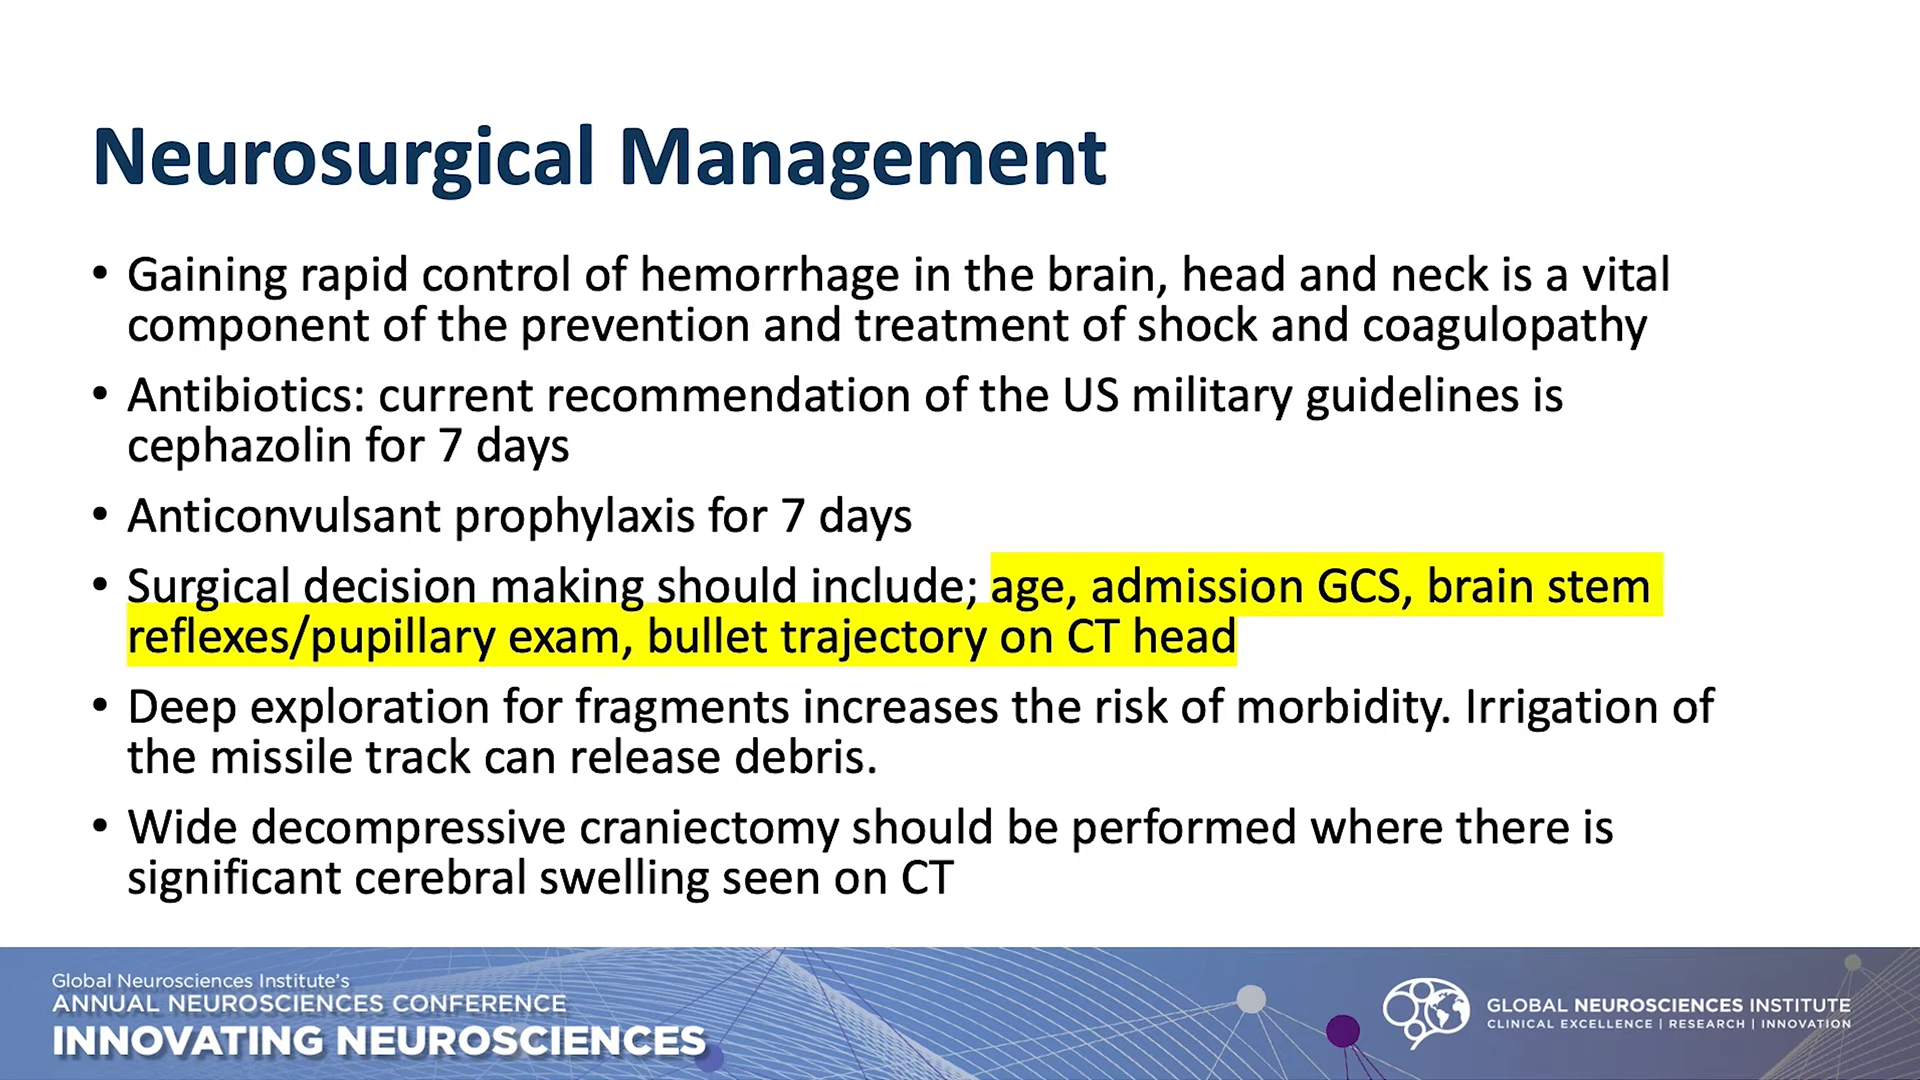 Neurosurgical Management
• Gaining rapid control of hemorrhage in the brain, head and neck is a vital
component of the prevention and treatment of shock and coagulopathy
• Antibiotics: current recommendation of the US military guidelines is
cephazolin for 7 days
• Anticonvulsant prophylaxis for 7 days
• Surgical decision making should include; age, admission GCS, brain stem
reflexes/pupillary exam, bullet trajectory on CT head
• Deep exploration for fragments increases the risk of morbidity. Irrigation of
the missile track can release debris.
• Wide decompressive craniectomy should be performed where there is
significant cerebral swelling seen on CT
Global Neurosciences Institute's
ANNUAL NEUROSCIENCES CONFERENCE
INNOVATING NEUROSCIENCES
GLOBAL NEUROSCIENCES INSTITUTE
CLINICAL EXCELLENCE | RESEARCH | INNOVATION